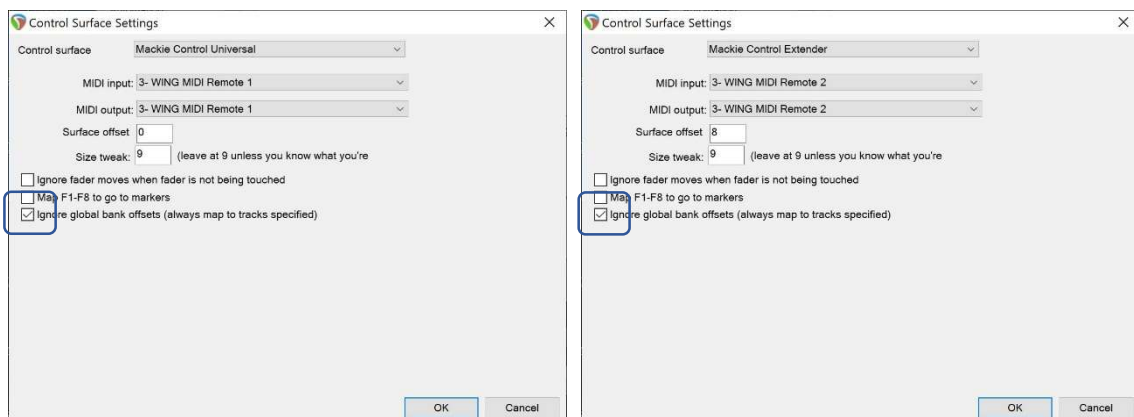 Control Surface Settings
Control surface Mackie Control Universal
MIDI input: 3- WING MIDI Remote 1
MIDI output: 3- WING MIDI Remote 1
Surface offset 0
Size tweak: 9 (leave at 9 unless you know what you're
Ignore fader moves when fader is not being touched
Map F1-F8 to go to markers
Ignore global bank offsets (always map to tracks specified)
OK Cancel
Control Surface Settings
Control surface Mackie Control Extender
MIDI input: 3- WING MIDI Remote 2
MIDI output: 3- WING MIDI Remote 2
Surface offset 8
Size tweak: 9 (leave at 9 unless you know what you're
Ignore fader moves when fader is not being touched
Map F1-F8 to go to markers
Ignore global bank offsets (always map to tracks specified)
OK Cancel